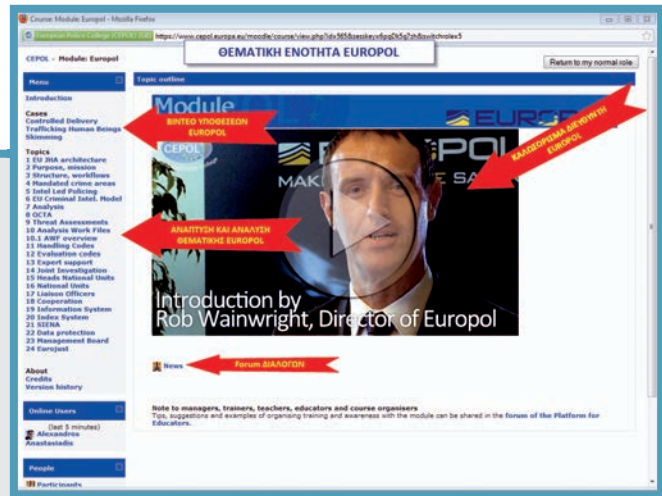 Course: Module: Europol - Mozilla Firefox
https://www.cepol.europa.eu/moodle/course/view.php?
ΘΕΜΑΤΙΚΗ ΕΝΟΤΗΤΑ EUROPOL
CEPOL - Module: Europol
Return to my normal role
Menu
Introduction
Cases
Controlled Delivery
Trafficking Human Beings
Skimming
Topics
1 EU JHA architecture
2 Purpose, mission
3 Structure, workflows
4 Mandated crime areas
5 Intel Led Policing
6 EU Criminal Intel. Model
7 Analysis
8 OCTA
9 Threat Assessments
10 Analysis Work Files
10.1 AWF overview
11 Handling Codes
12 Evaluation codes
13 Expert support
14 Joint Investigation
15 Heads National Units
16 National Units
17 Liaison Officers
18 Cooperation
19 Information System
20 Index System
21 SIENA
22 Data protection
23 Management Board
24 Eurojust
About
Credits
Version history
Online Users
(last 5 minutes)
Alexandros
Anastasiadis
People
Participants
Topic outline
Module
EUROPOL
ΒΙΝΤΕΟ ΥΠΟΘΕΣΕΩΝ
EUROPOL
ΚΑΛΩΣΟΡΙΣΜΑ ΔΙΕΥΘΥΝΤΗ
EUROPOL
CEPOL
ΑΝΑΠΤΥΞΗ ΚΑΙ ΑΝΑΛΥΣΗ
ΘΕΜΑΤΙΚΗΣ EUROPOL
Introduction by
Rob Wainwright, Director of Europol
News
Forum ΔΙΑΛΟΓΩΝ
Note to managers, trainers, teachers, educators and course organisers
Tips, suggestions and examples of organising training and awareness with the module can be shared in the forum of the Platform for
Educators.